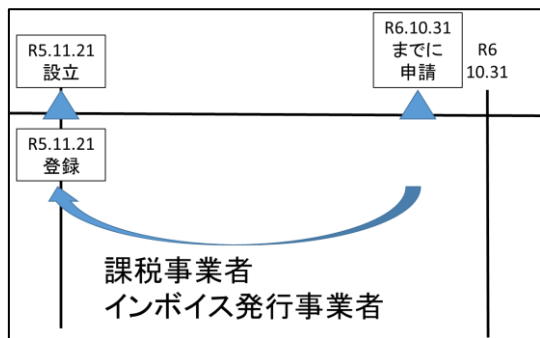 R5.11.21
設立
R6.10.31
までに
申請
R6
10.31
R5.11.21
登録
課税事業者
インボイス発行事業者